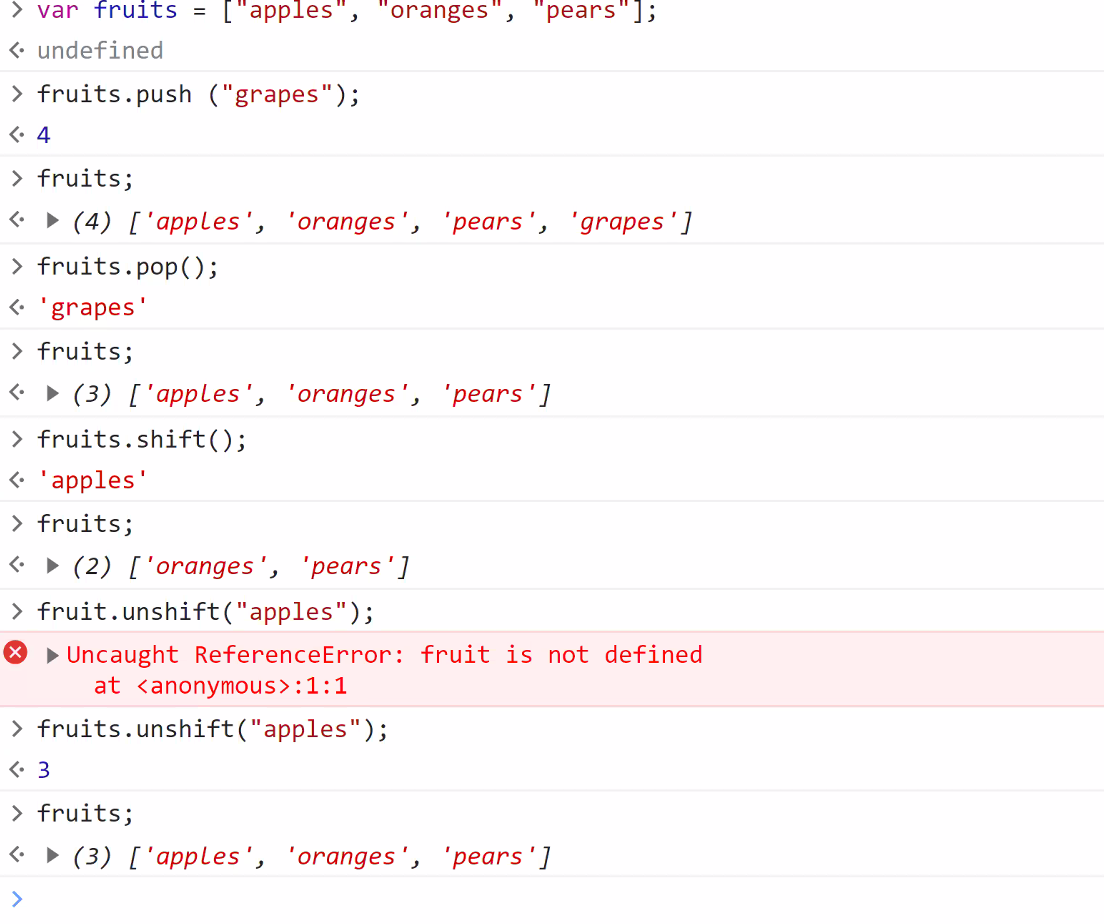 > var fruits = ["apples", "oranges", "pears"];
undefined
> fruits.push ("grapes");
4
> fruits;
(4) ['apples', 'oranges', 'pears', 'grapes']
> fruits.pop();
'grapes'
> fruits;
(3) ['apples', 'oranges', 'pears']
> fruits.shift();
'apples'
> fruits;
(2) ['oranges', 'pears']
> fruit.unshift("apples");
Uncaught ReferenceError: fruit is not defined
at <anonymous>:1:1
> fruits.unshift("apples");
3
> fruits;
(3) ['apples', 'oranges', 'pears']
>